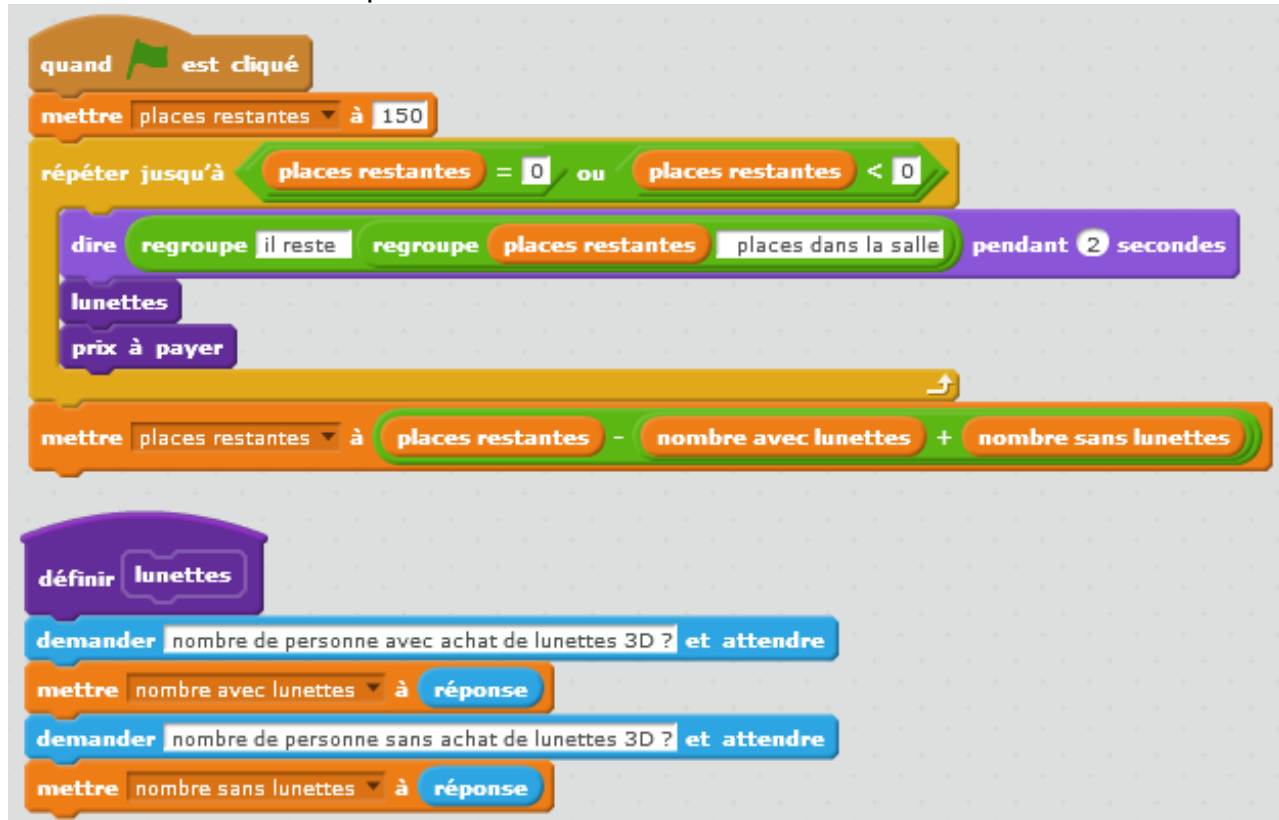 quand est cliqué
mettre places restantes à 150
répéter jusqu'à places restantes = 0 ou places restantes < 0
dire regroupe il reste regroupe places restantes places dans la salle pendant 2 secondes
lunettes
prix à payer
mettre places restantes à places restantes - nombre avec lunettes + nombre sans lunettes
définir lunettes
demander nombre de personne avec achat de lunettes 3D ? et attendre
mettre nombre avec lunettes à réponse
demander nombre de personne sans achat de lunettes 3D ? et attendre
mettre nombre sans lunettes à réponse